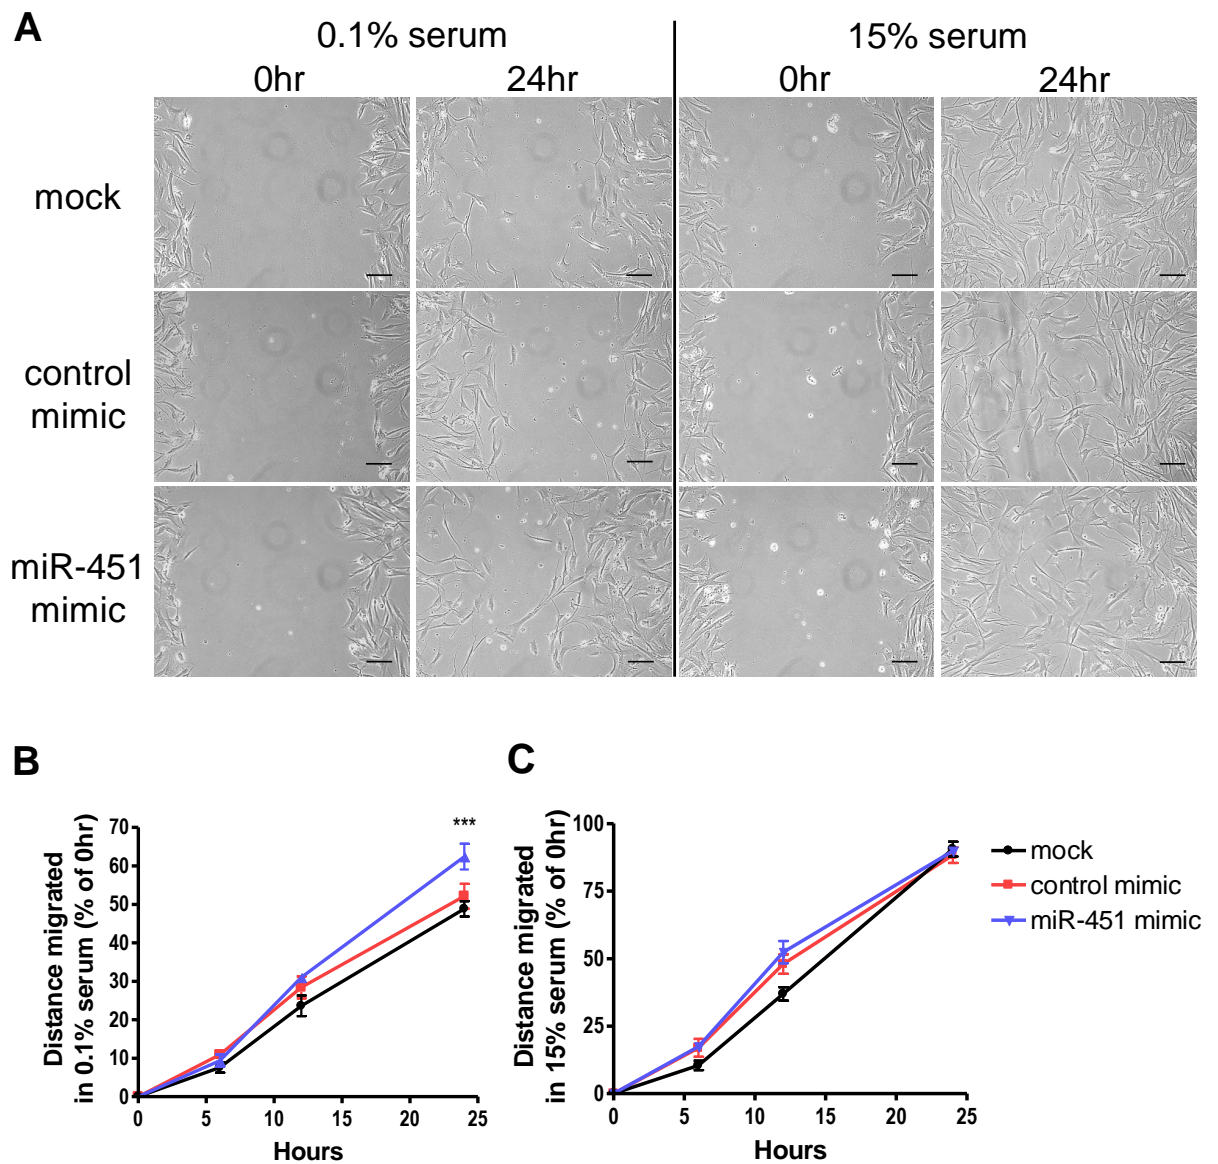 A
0.1% serum
15% serum
0hr
24hr
0hr
24hr
mock
control
mimic
miR-451
mimic
B
Distance migrated
in 0.1% serum (% of 0hr)
70
60
50
40
30
20
10
0
0
5
10
15
20
25
Hours
***
C
Distance migrated
in 15% serum (% of 0hr)
100
75
50
25
0
0
5
10
15
20
25
Hours
mock
control mimic
miR-451 mimic